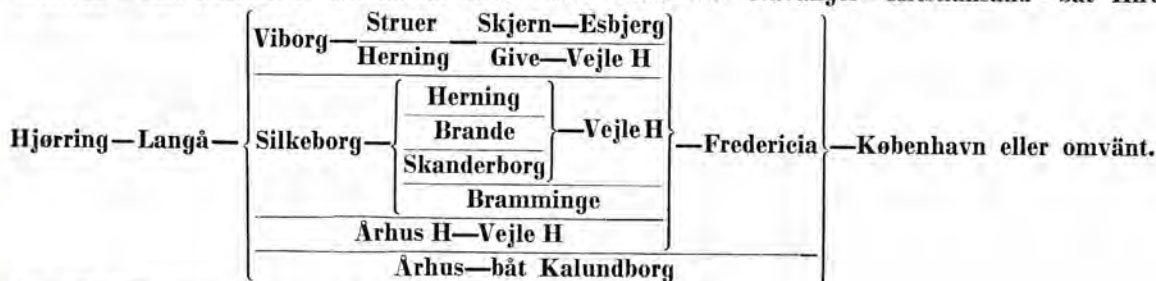 Viborg—Struer—Skjern—Esbjerg
Herning Give—Vejle H
Herning
Hjørring—Langå—Silkeborg—Brande—Vejle H—Fredericia—København eller omvänt.
Skanderborg
Bramminge
Århus H—Vejle H
Århus—båt Kalundborg